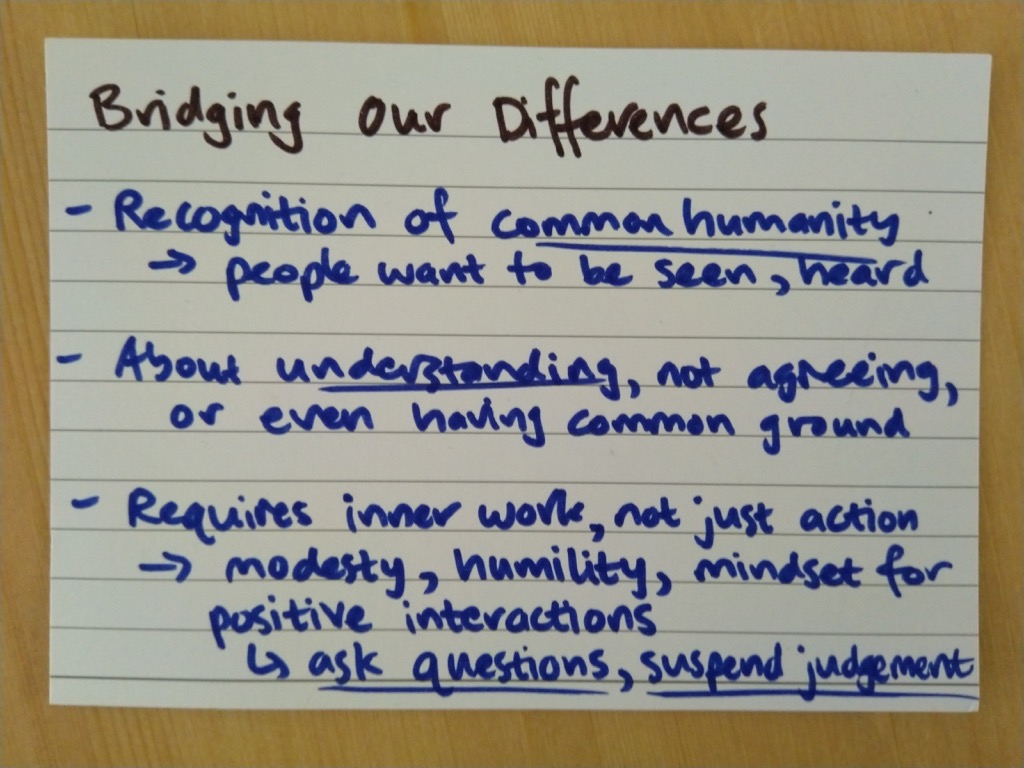 Bridging Our Differences
- Recognition of common humanity
→ people want to be seen, heard
- About understanding, not agreeing,
or even having common ground
- Requires inner work, not just action
→ modesty, humility, mindset for
positive interactions
↳ ask questions, suspend judgement